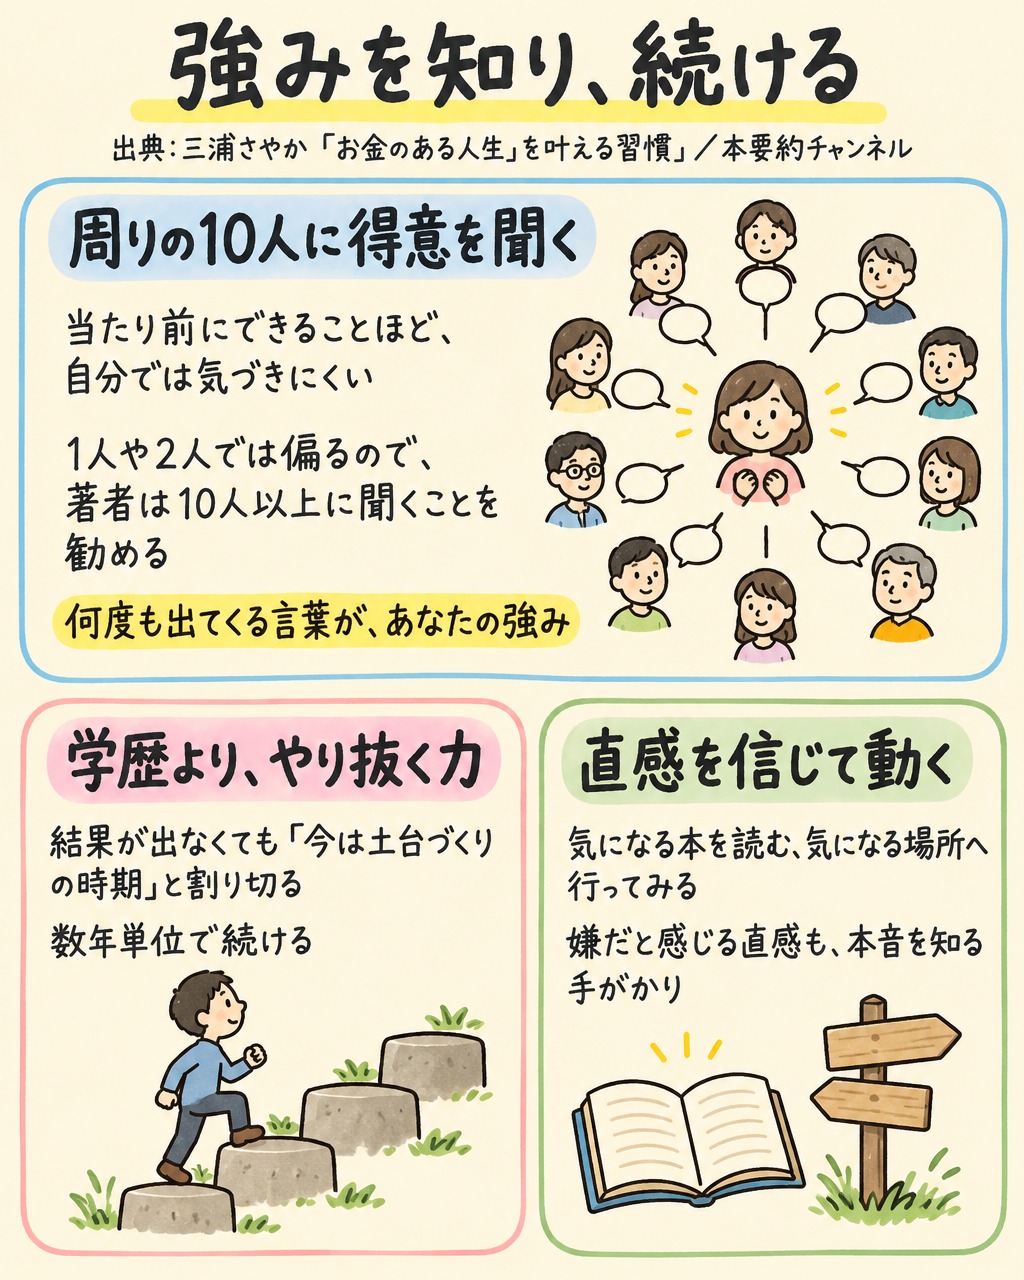 強みを知り、続ける
出典：三浦さやか「お金のある人生」を叶える習慣」／本要約チャンネル
周りの10人に得意を聞く
当たり前にできることほど、
自分では気づきにくい
1人や2人では偏るので、
著者は10人以上に聞くことを
勧める
何度も出てくる言葉が、あなたの強み
学歴より、やり抜く力
結果が出なくても「今は土台づくり
の時期」と割り切る
数年単位で続ける
直感を信じて動く
気になる本を読む、気になる場所へ
行ってみる
嫌だと感じる直感も、本音を知る
手がかり